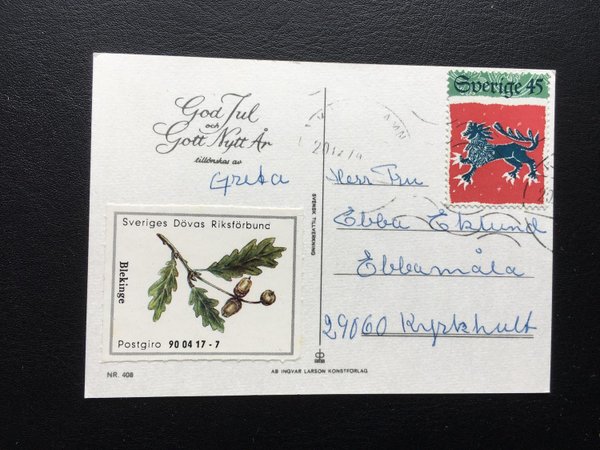 God Jul
och
Gott Nytt År
tillönskas av
Greta
Sveriges Dövas Riksförbund
Blekinge
Postgiro 90 04 17 - 7
NR. 408
SVENSK TILLVERKNING
AB INGVAR LARSON KONSTFÖRLAG
Sverige 45
Herr Fru
Ebba Eklund
Ebbamåla
29060 Kyrkhult